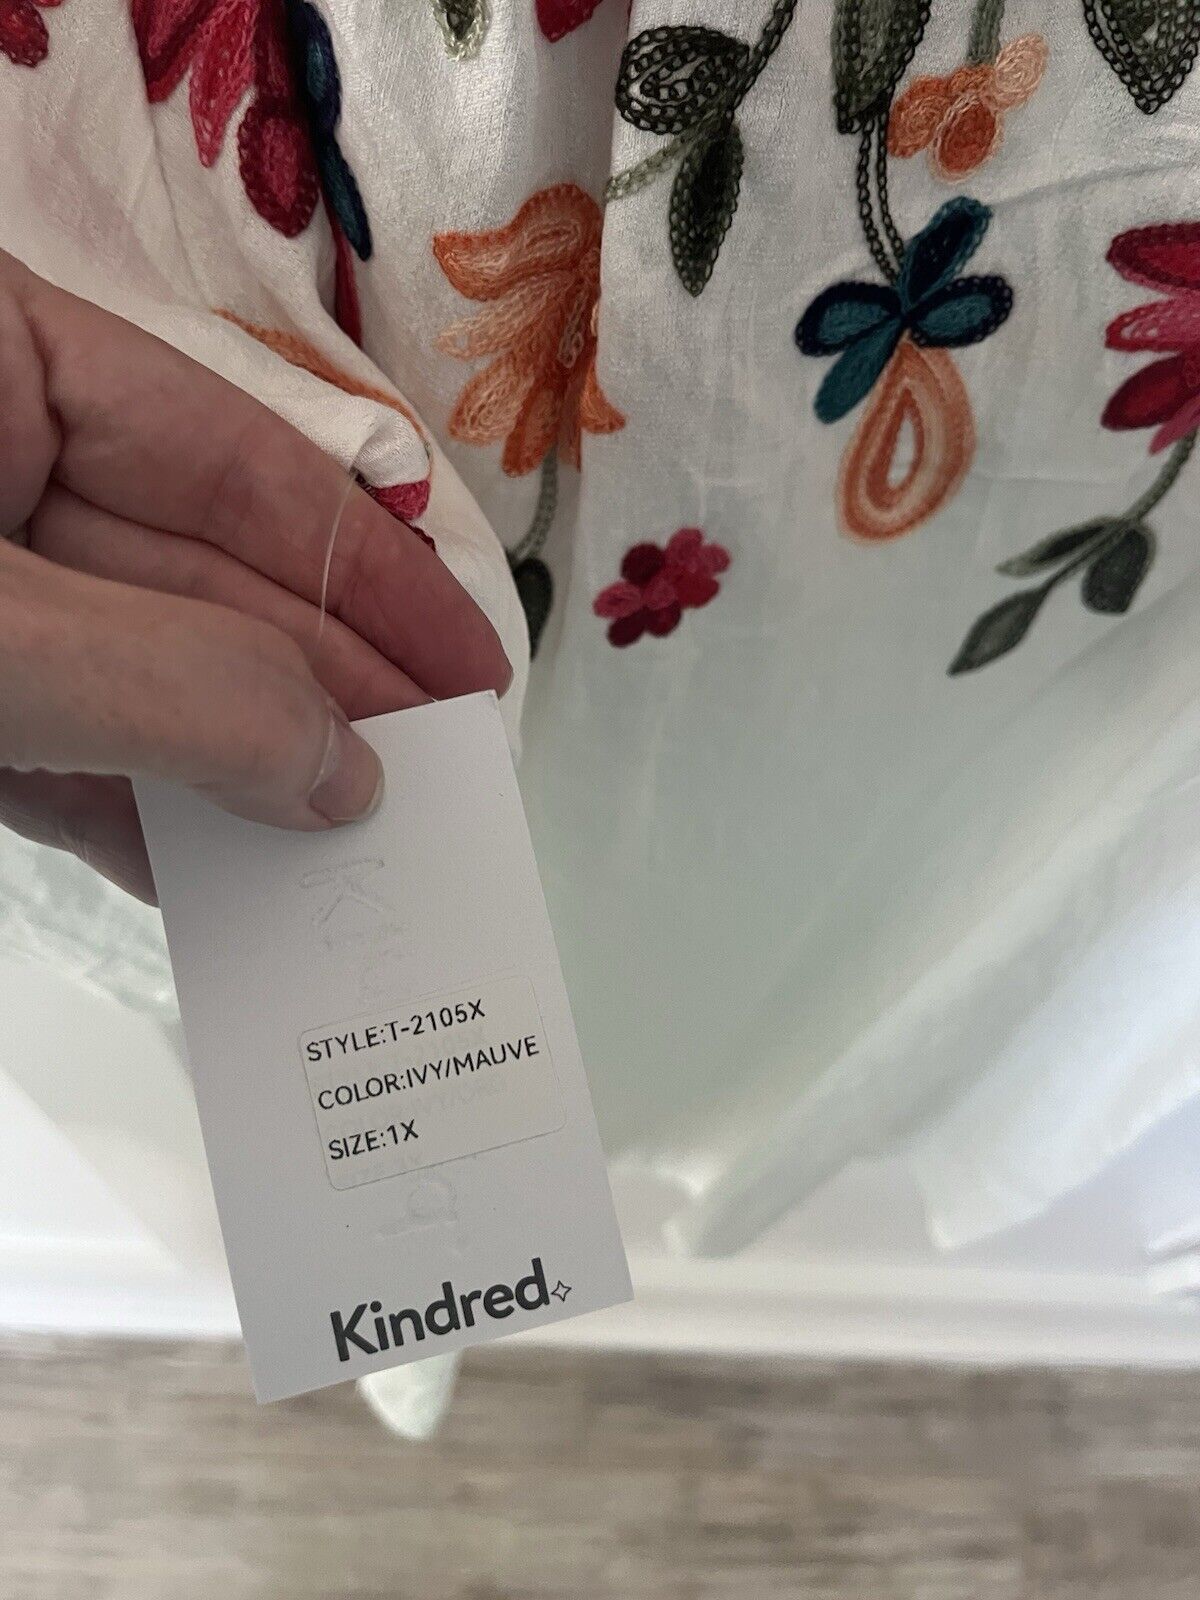 STYLE:T-2105X
COLOR:IVY/MAUVE
SIZE:1X
Kindred